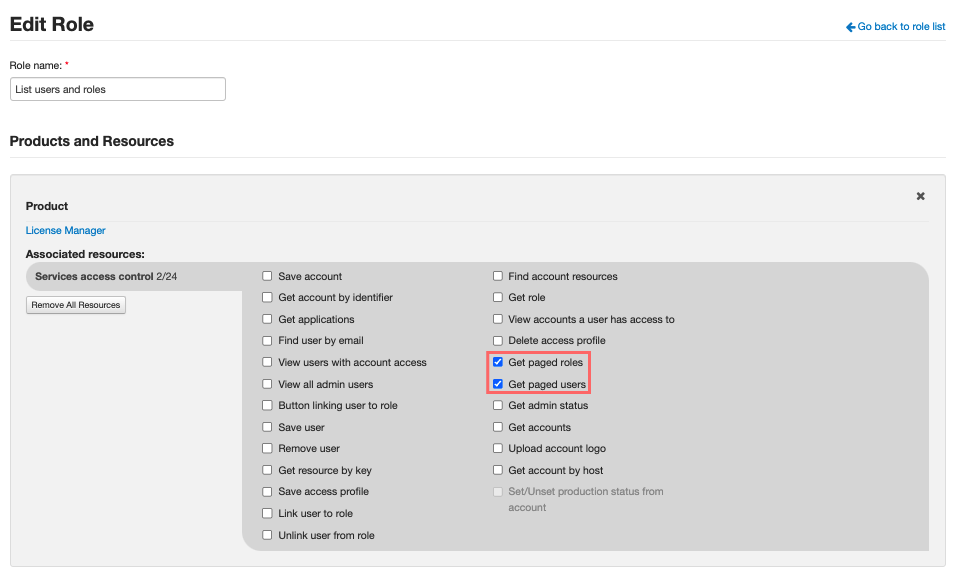 Edit Role
Go back to role list
Role name: *
List users and roles
Products and Resources
Product
License Manager
Associated resources:
Services access control 2/24
Remove All Resources
Save account
Get account by identifier
Get applications
Find user by email
View users with account access
View all admin users
Button linking user to role
Save user
Remove user
Get resource by key
Save access profile
Link user to role
Unlink user from role
Find account resources
Get role
View accounts a user has access to
Delete access profile
Get paged roles
Get paged users
Get admin status
Get accounts
Upload account logo
Get account by host
Set/Unset production status from
account